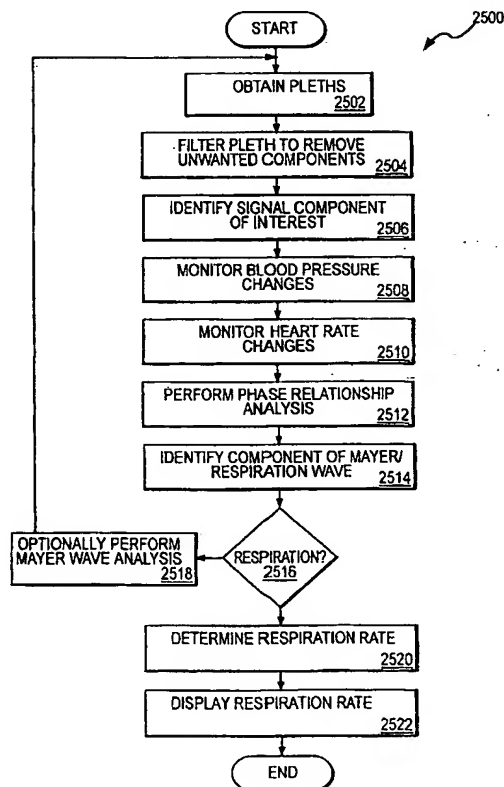 START
2500
OBTAIN PLETHS
2502
FILTER PLETH TO REMOVE
UNWANTED COMPONENTS
2504
IDENTIFY SIGNAL COMPONENT
OF INTEREST
2506
MONITOR BLOOD PRESSURE
CHANGES
2508
MONITOR HEART RATE
CHANGES
2510
PERFORM PHASE RELATIONSHIP
ANALYSIS
2512
IDENTIFY COMPONENT OF MAYER/
RESPIRATION WAVE
2514
OPTIONALLY PERFORM
MAYER WAVE ANALYSIS
2518
RESPIRATION?
2516
DETERMINE RESPIRATION RATE
2520
DISPLAY RESPIRATION RATE
2522
END